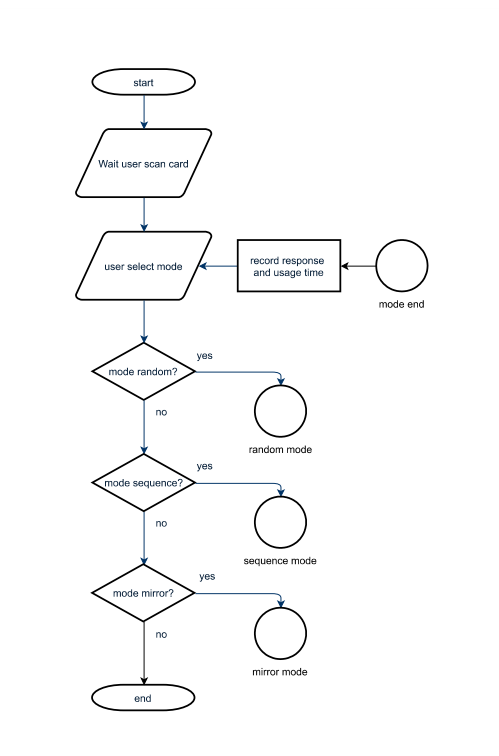 start
Wait user scan card
user select mode
record response
and usage time
mode end
mode random?
yes
no
random mode
mode sequence?
yes
no
sequence mode
mode mirror?
yes
no
mirror mode
end